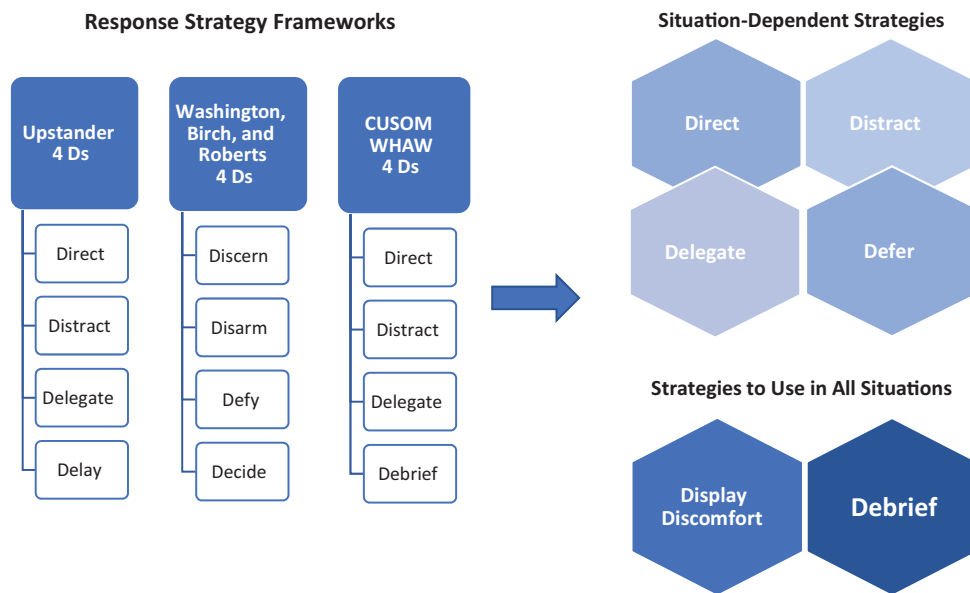 Response Strategy Frameworks
Upstander
4 Ds
Direct
Distract
Delegate
Delay
Washington,
Birch, and
Roberts
4 Ds
Discern
Disarm
Defy
Decide
CUSOM
WHAW
4 Ds
Direct
Distract
Delegate
Debrief
Situation-Dependent Strategies
Direct
Distract
Delegate
Defer
Strategies to Use in All Situations
Display
Discomfort
Debrief